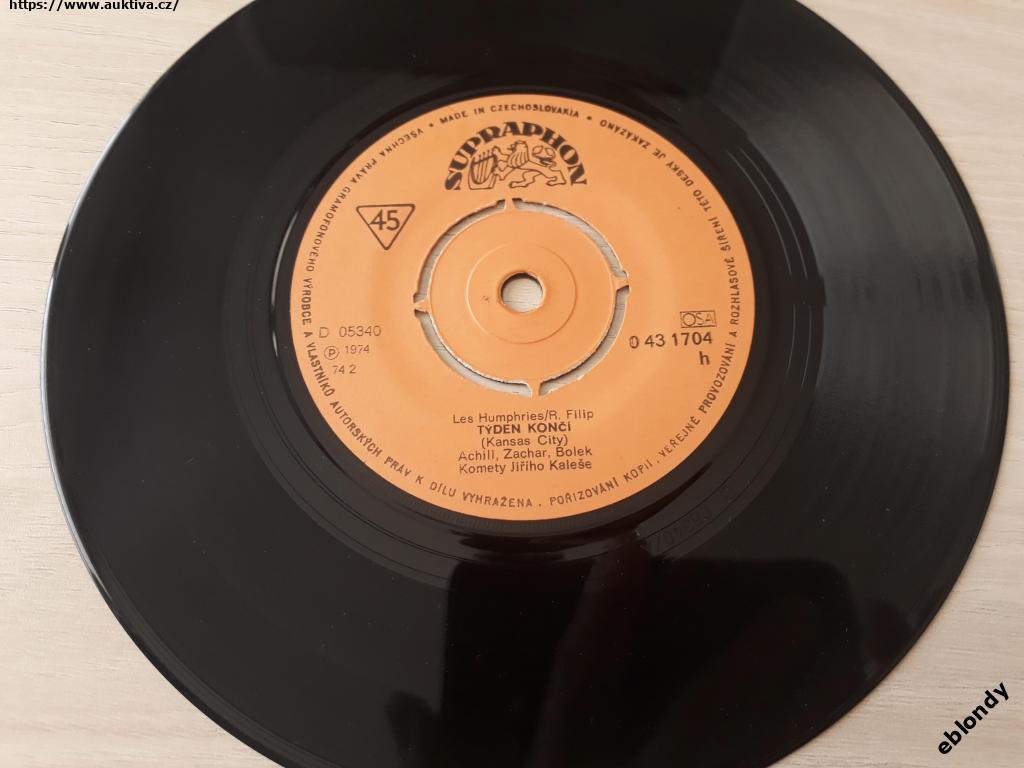 https://www.auktiva.cz/
VŠECHNA PRÁVA GRAMOFONOVÉHO VÝROBCE A VLASTNÍKŮ AUTORSKÝCH PRÁV K DÍLU VYHRAŽENA . POŘIZOVÁNÍ KOPIÍ, VEŘEJNÉ PROVOZOVÁNÍ A ROZHLASOVÉ ŠÍŘENÍ TÉTO DESKY JE ZAKÁZÁNO • MADE IN CZECHOSLOVAKIA •
SUPRAPHON
45
D 05340
℗ 1974
74 2
OSA
0 43 1704
h
Les Humphries/R. Filip
TÝDEN KONČÍ
(Kansas City)
Achill, Zachar, Bolek
Komety Jiřího Kaleše
eblondy